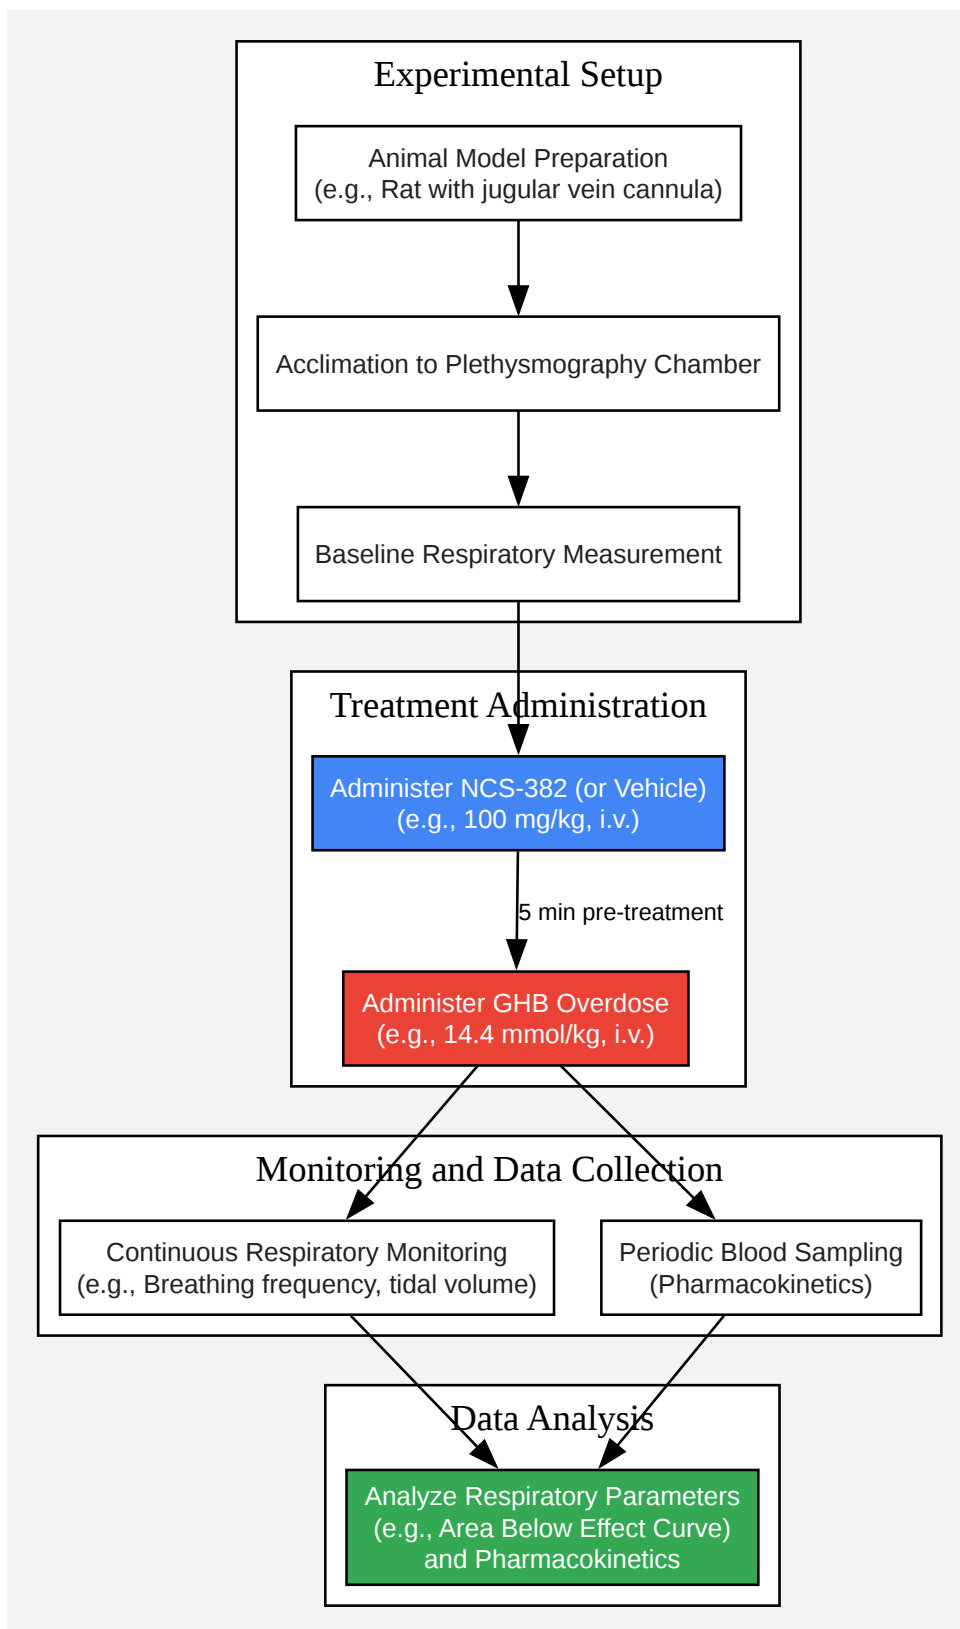 Experimental Setup
Animal Model Preparation
(e.g., Rat with jugular vein cannula)
Acclimation to Plethysmography Chamber
Baseline Respiratory Measurement
Treatment Administration
Administer NCS-382 (or Vehicle)
(e.g., 100 mg/kg, i.v.)
5 min pre-treatment
Administer GHB Overdose
(e.g., 14.4 mmol/kg, i.v.)
Monitoring and Data Collection
Continuous Respiratory Monitoring
(e.g., Breathing frequency, tidal volume)
Periodic Blood Sampling
(Pharmacokinetics)
Data Analysis
Analyze Respiratory Parameters
(e.g., Area Below Effect Curve)
and Pharmacokinetics